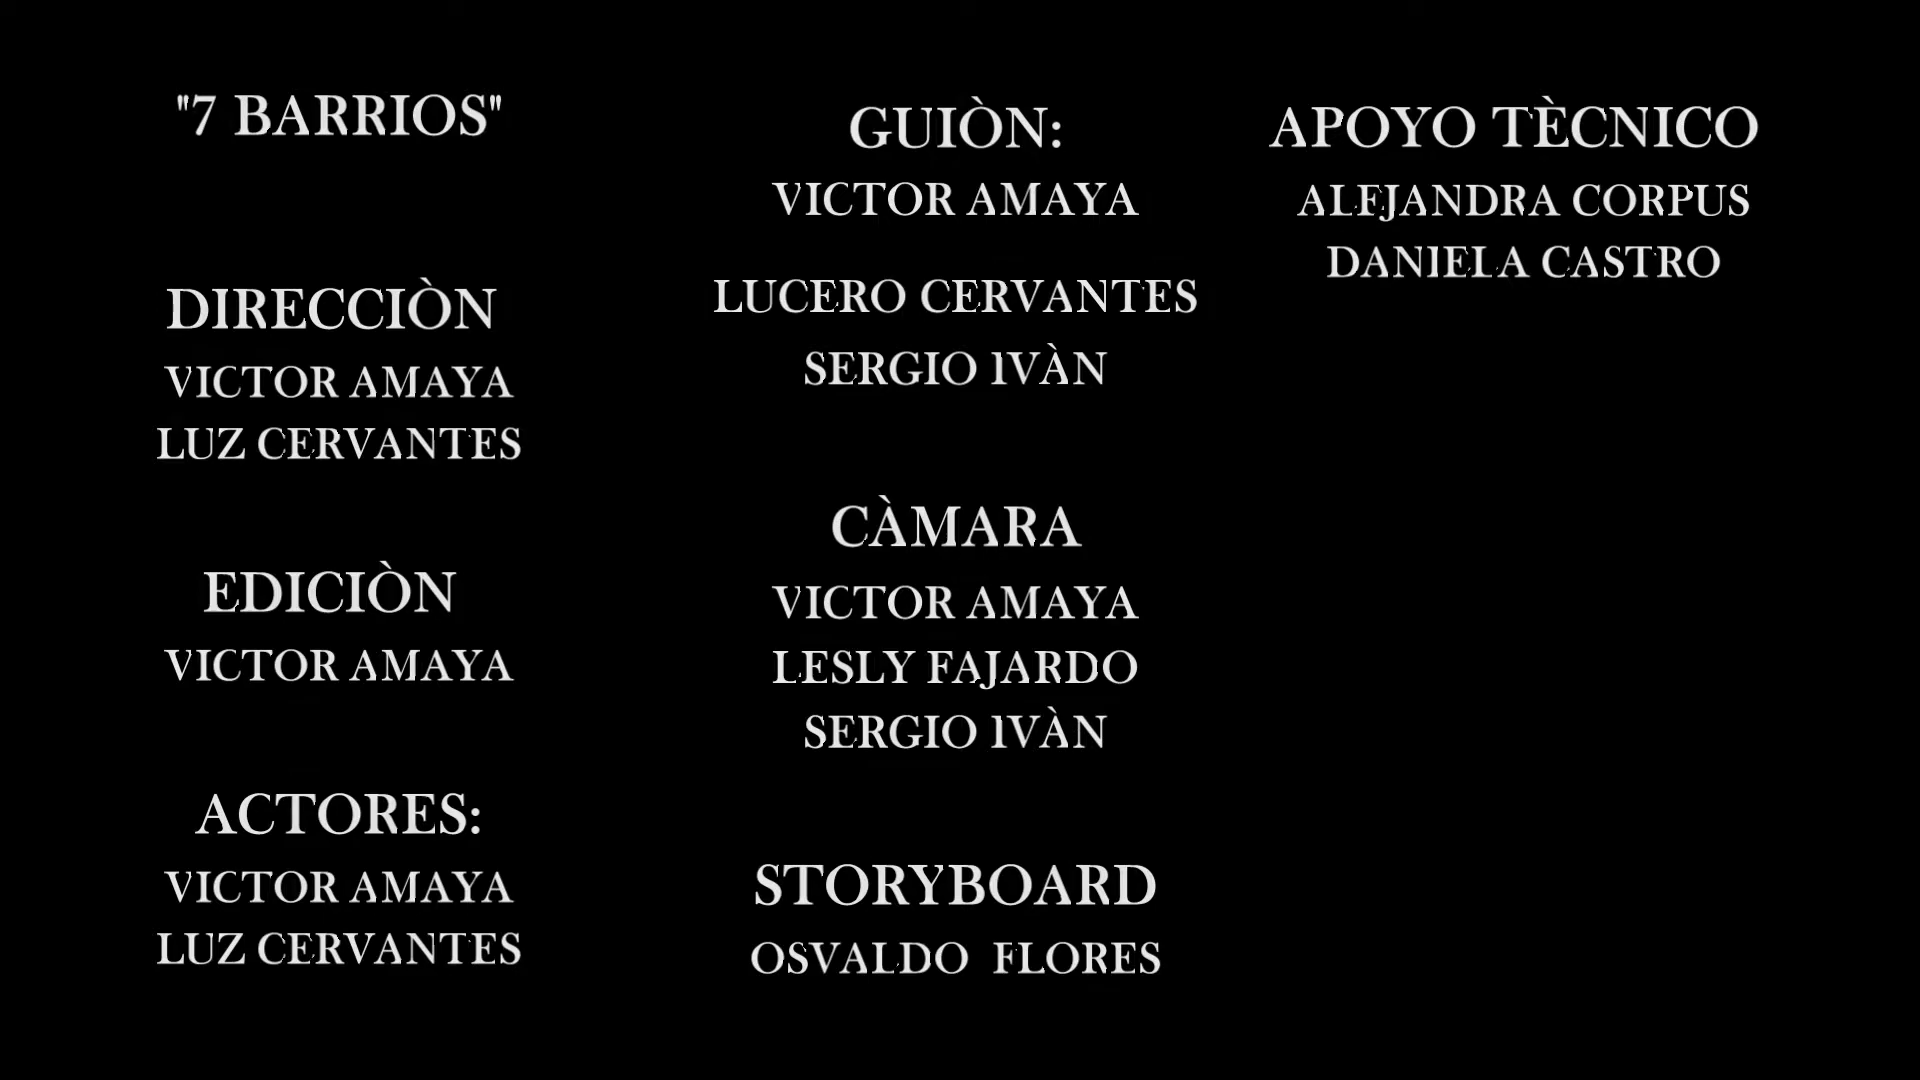 "7 BARRIOS"
DIRECCIÒN
VICTOR AMAYA
LUZ CERVANTES
EDICIÒN
VICTOR AMAYA
ACTORES:
VICTOR AMAYA
LUZ CERVANTES
GUIÒN:
VICTOR AMAYA
LUCERO CERVANTES
SERGIO IVÀN
CÀMARA
VICTOR AMAYA
LESLY FAJARDO
SERGIO IVÀN
STORYBOARD
OSVALDO FLORES
APOYO TÈCNICO
ALEJANDRA CORPUS
DANIELA CASTRO